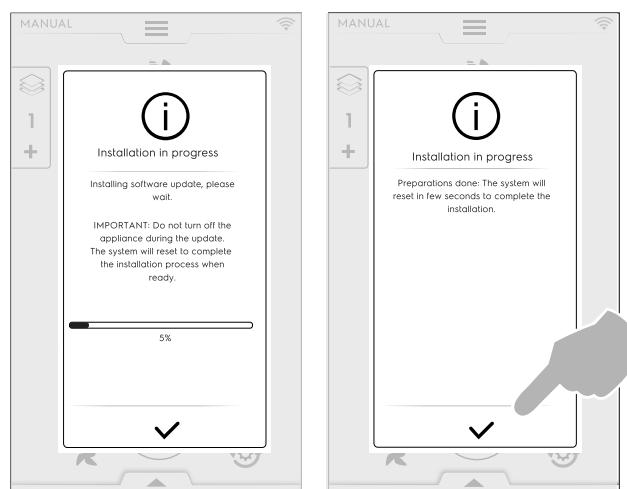 MANUAL
1
+
i
Installation in progress
Installing software update, please
wait.
IMPORTANT: Do not turn off the
appliance during the update.
The system will reset to complete
the installation process when
ready.
5%
MANUAL
1
+
i
Installation in progress
Preparations done: The system will
reset in few seconds to complete the
installation.